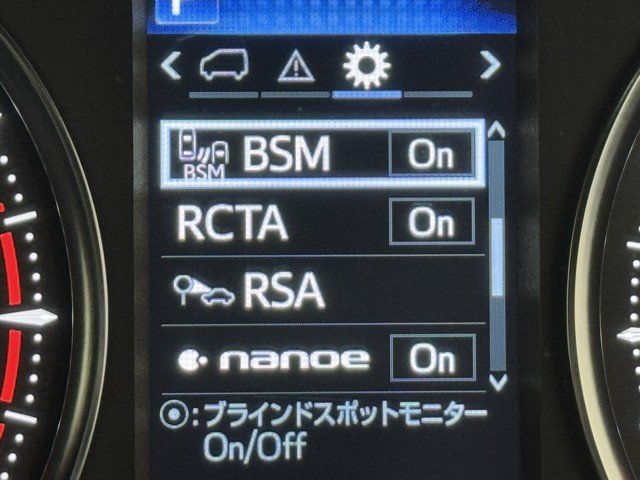 BSM BSM On
RCTA On
RSA
nanoe On
⦿:ブラインドスポットモニター
On/Off